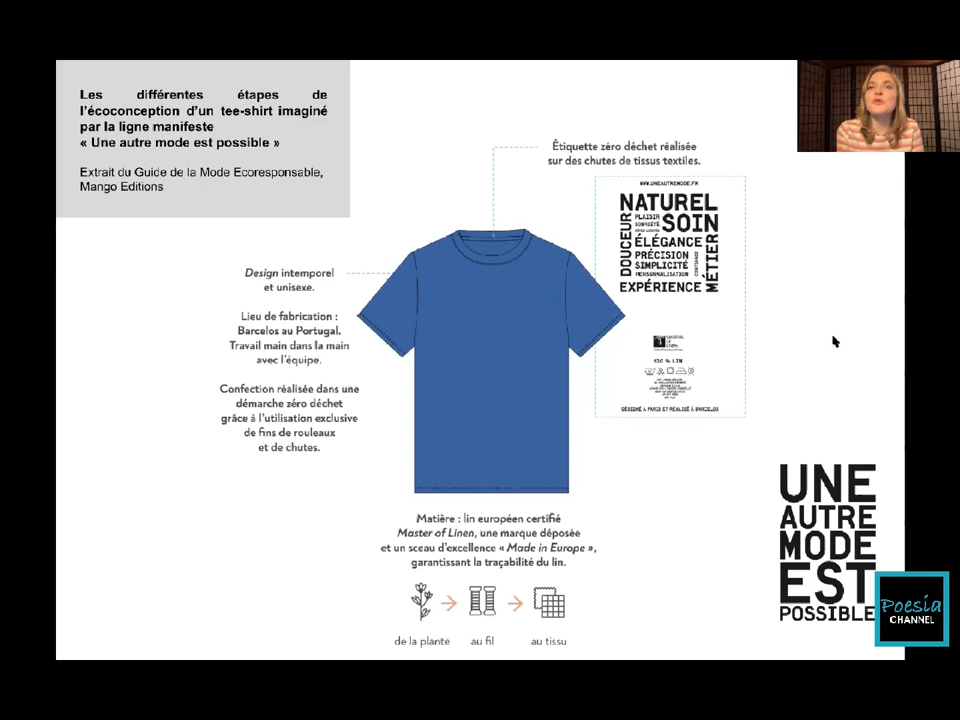 Les différentes étapes de
l'écoconception d'un tee-shirt imaginé
par la ligne manifeste
« Une autre mode est possible »
Extrait du Guide de la Mode Ecoresponsable,
Mango Editions
Étiquette zéro déchet réalisée
sur des chutes de tissus textiles.
WWW.UNEAUTREMODE.FR
NATUREL
DOUCEUR
PLAISIR
SOBRIÉTÉ
SOIN
ÉLÉGANCE
PRÉCISION
SIMPLICITÉ
PERSONNALISATION
CONFIANCE
MÉTIER
EXPÉRIENCE
100 % LIN
DÉSIGNÉ À PARIS ET RÉALISÉ À BARCELOS
Design intemporel
et unisexe.
Lieu de fabrication :
Barcelos au Portugal.
Travail main dans la main
avec l'équipe.
Confection réalisée dans une
démarche zéro déchet
grâce à l'utilisation exclusive
de fins de rouleaux
et de chutes.
Matière : lin européen certifié
Master of Linen, une marque déposée
et un sceau d'excellence « Made in Europe »,
garantissant la traçabilité du lin.
de la plante
au fil
au tissu
UNE
AUTRE
MODE
EST
POSSIBLE
Poesia
CHANNEL